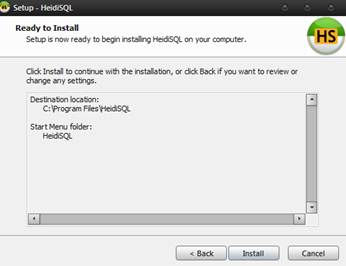 Setup - HeidiSQL
Ready to Install
Setup is now ready to begin installing HeidiSQL on your computer.
HS
Click Install to continue with the installation, or click Back if you want to review or
change any settings.
Destination location:
C:\Program Files\HeidiSQL
Start Menu folder:
HeidiSQL
< Back
Install
Cancel